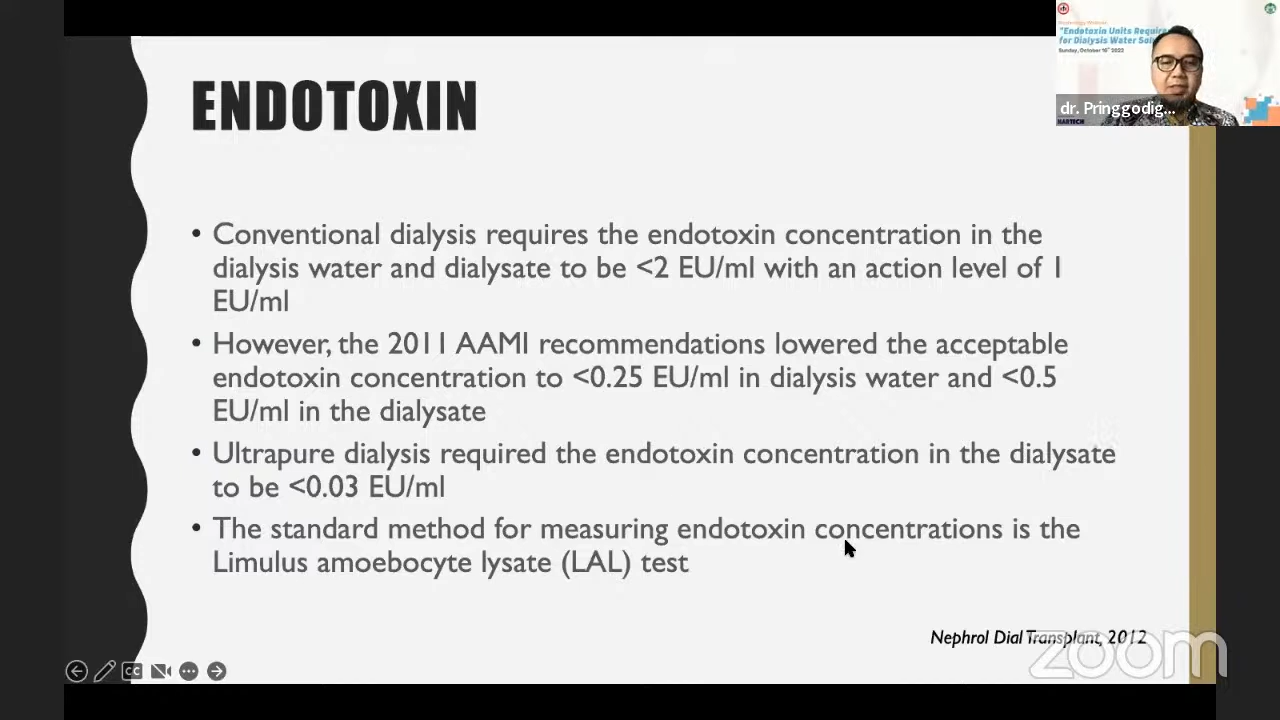 ENDOTOXIN
• Conventional dialysis requires the endotoxin concentration in the
dialysis water and dialysate to be <2 EU/ml with an action level of 1
EU/ml
• However, the 2011 AAMI recommendations lowered the acceptable
endotoxin concentration to <0.25 EU/ml in dialysis water and <0.5
EU/ml in the dialysate
• Ultrapure dialysis required the endotoxin concentration in the dialysate
to be <0.03 EU/ml
• The standard method for measuring endotoxin concentrations is the
Limulus amoebocyte lysate (LAL) test
Nephrol Dial Transplant, 2012
zoom
CC
"Endotoxin Units
for Dialysis Water
Sunday, October 16th 2022
dr. Pringgodig...